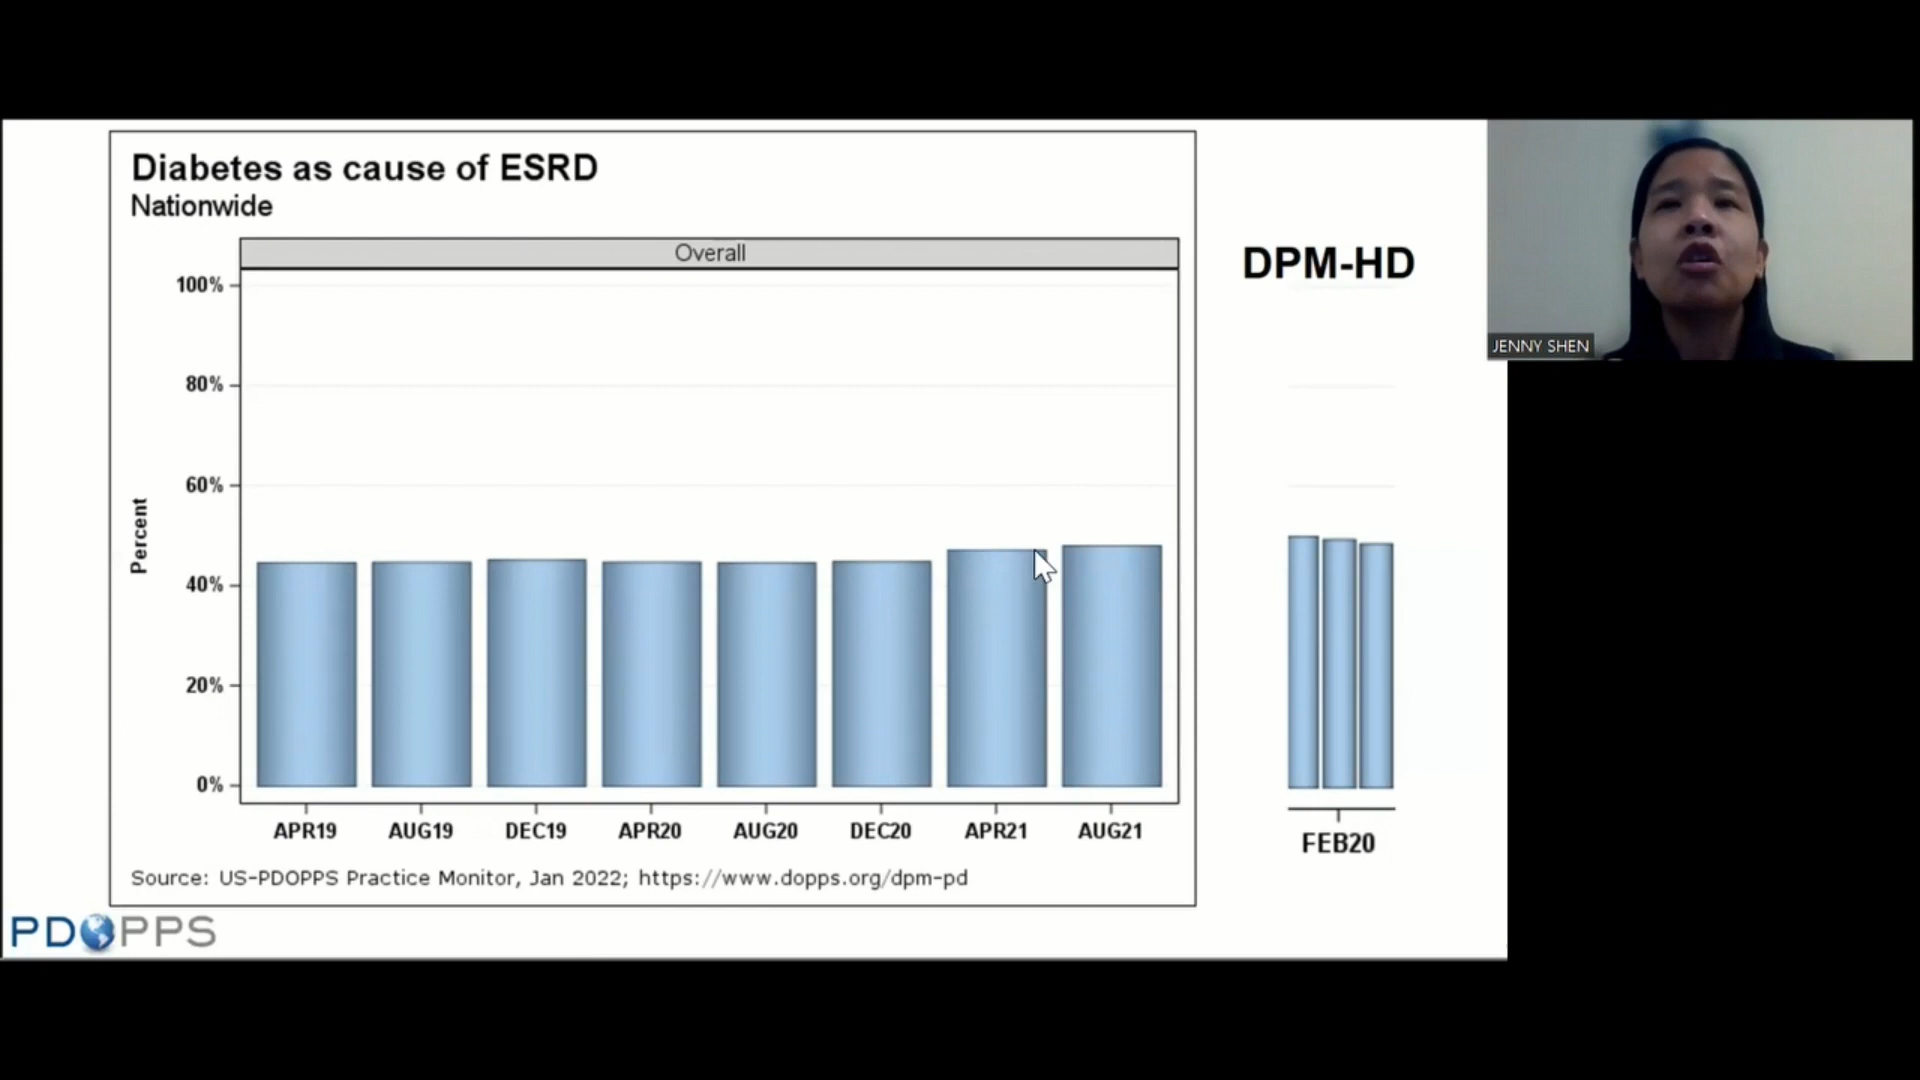 Diabetes as cause of ESRD
Nationwide
Overall
100%
80%
60%
40%
20%
0%
Percent
APR19 AUG19 DEC19 APR20 AUG20 DEC20 APR21 AUG21
Source: US-PDOPPS Practice Monitor, Jan 2022; https://www.dopps.org/dpm-pd
PDOPPS
DPM-HD
FEB20
JENNY SHEN